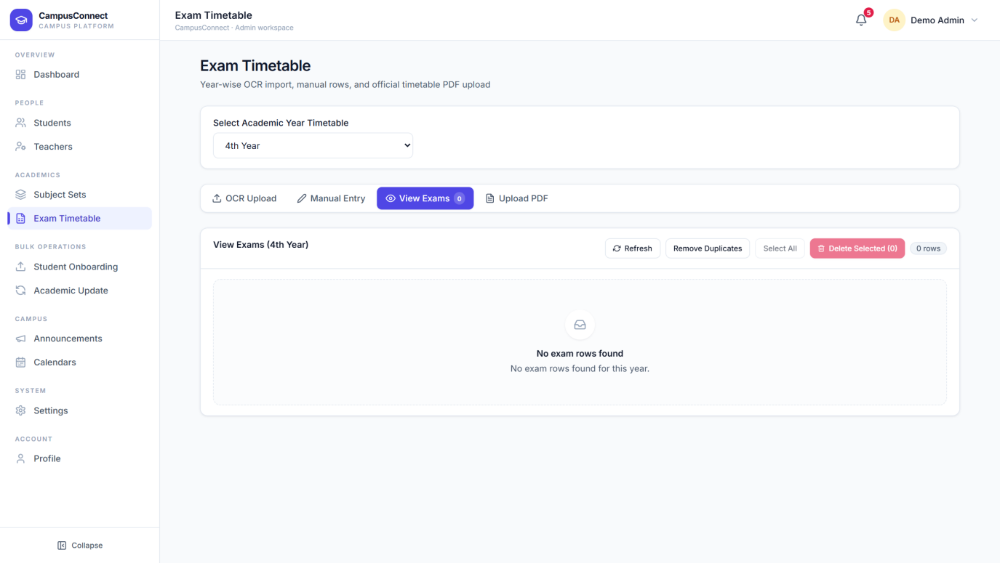 CampusConnect
CAMPUS PLATFORM
OVERVIEW
Dashboard
PEOPLE
Students
Teachers
ACADEMICS
Subject Sets
Exam Timetable
BULK OPERATIONS
Student Onboarding
Academic Update
CAMPUS
Announcements
Calendars
SYSTEM
Settings
ACCOUNT
Profile
Collapse
Exam Timetable
CampusConnect · Admin workspace
5
DA Demo Admin
Exam Timetable
Year-wise OCR import, manual rows, and official timetable PDF upload
Select Academic Year Timetable
4th Year
OCR Upload Manual Entry View Exams 0 Upload PDF
View Exams (4th Year)
Refresh Remove Duplicates Select All Delete Selected (0) 0 rows
No exam rows found
No exam rows found for this year.